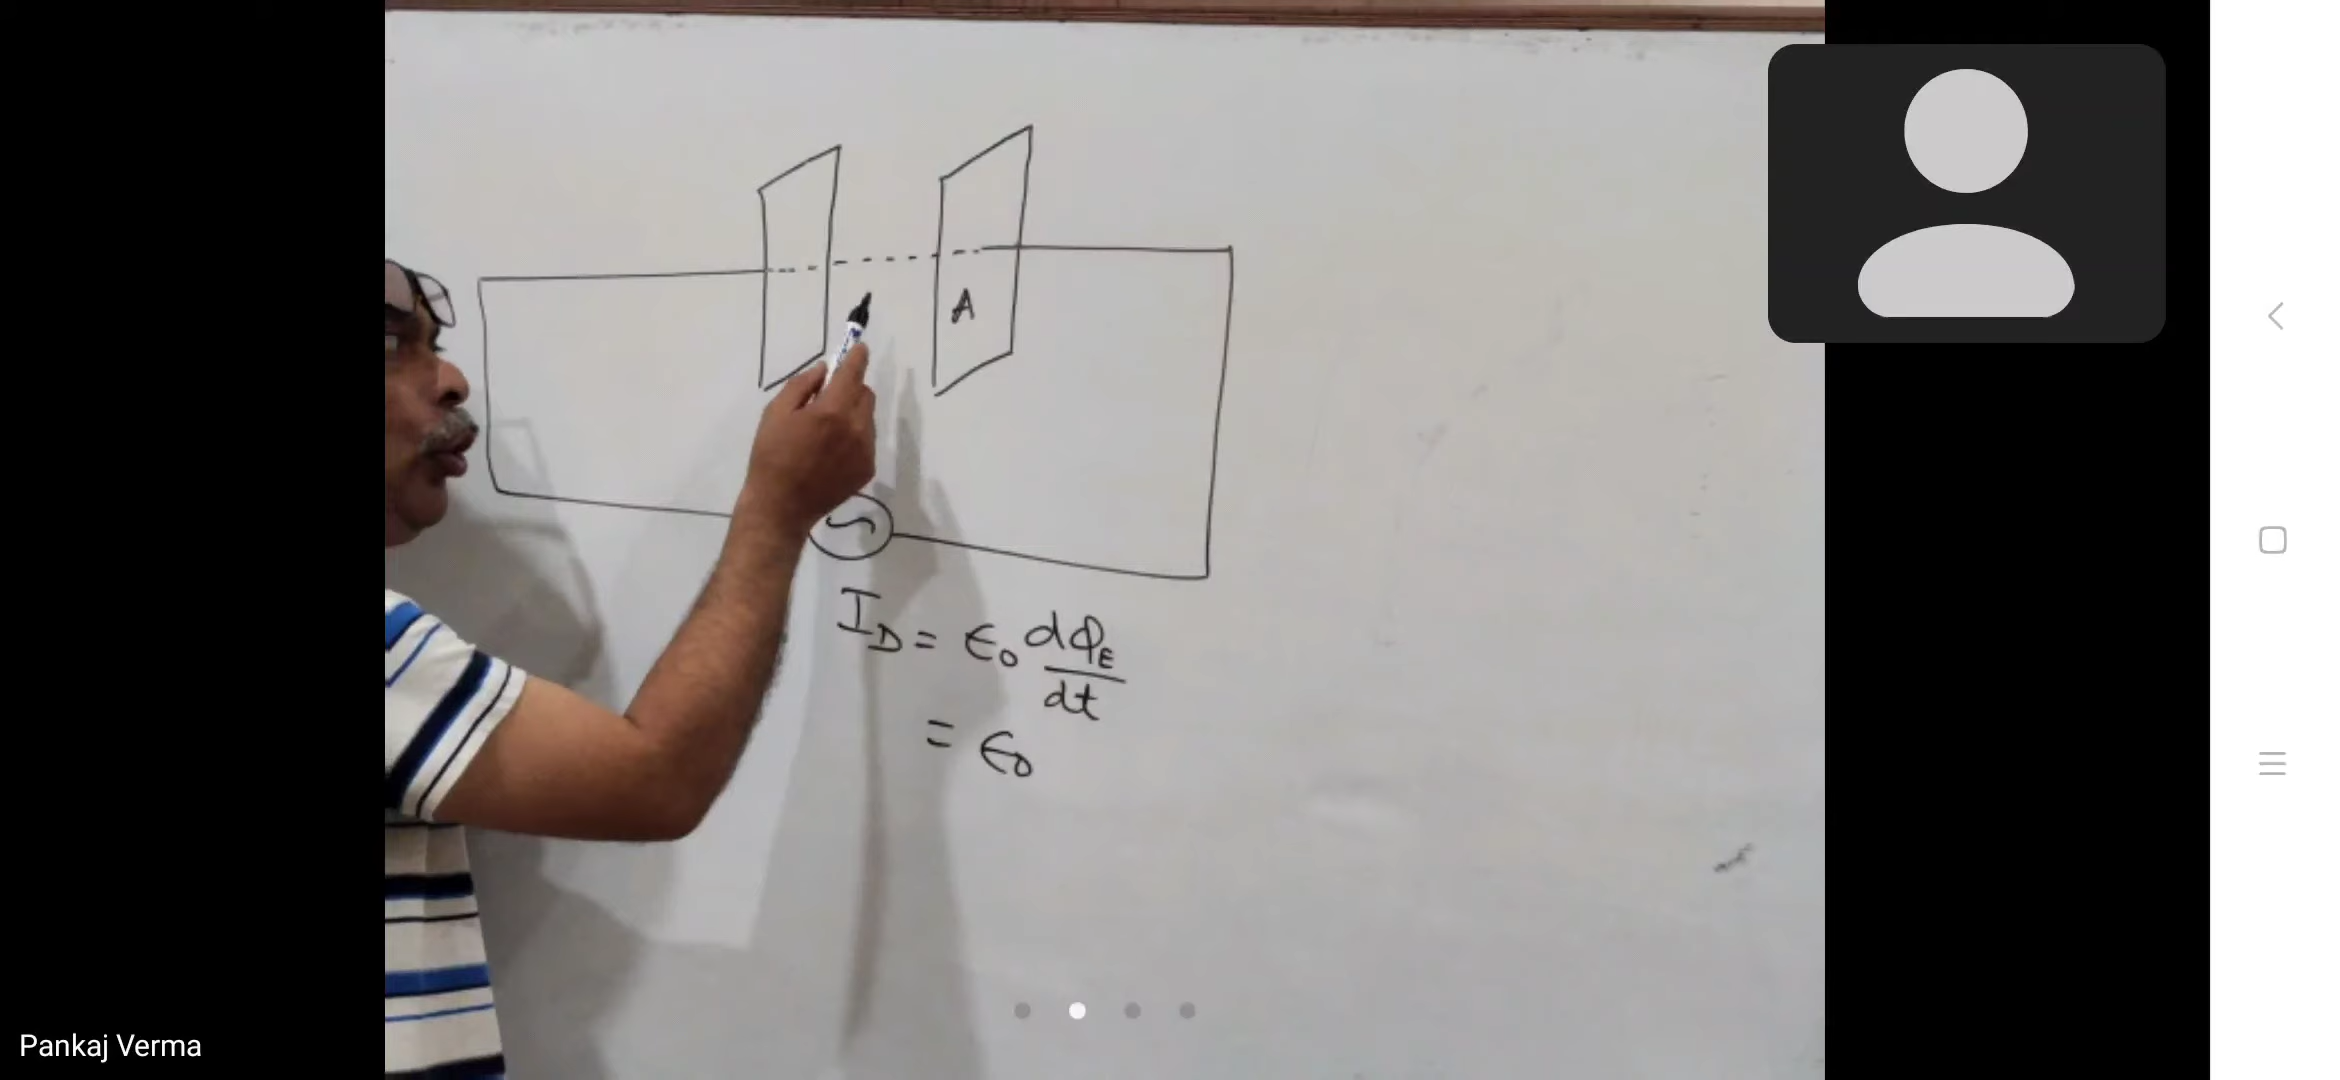 A
I_D = ϵ₀ dΦ_E/dt
= ϵ₀
Pankaj Verma